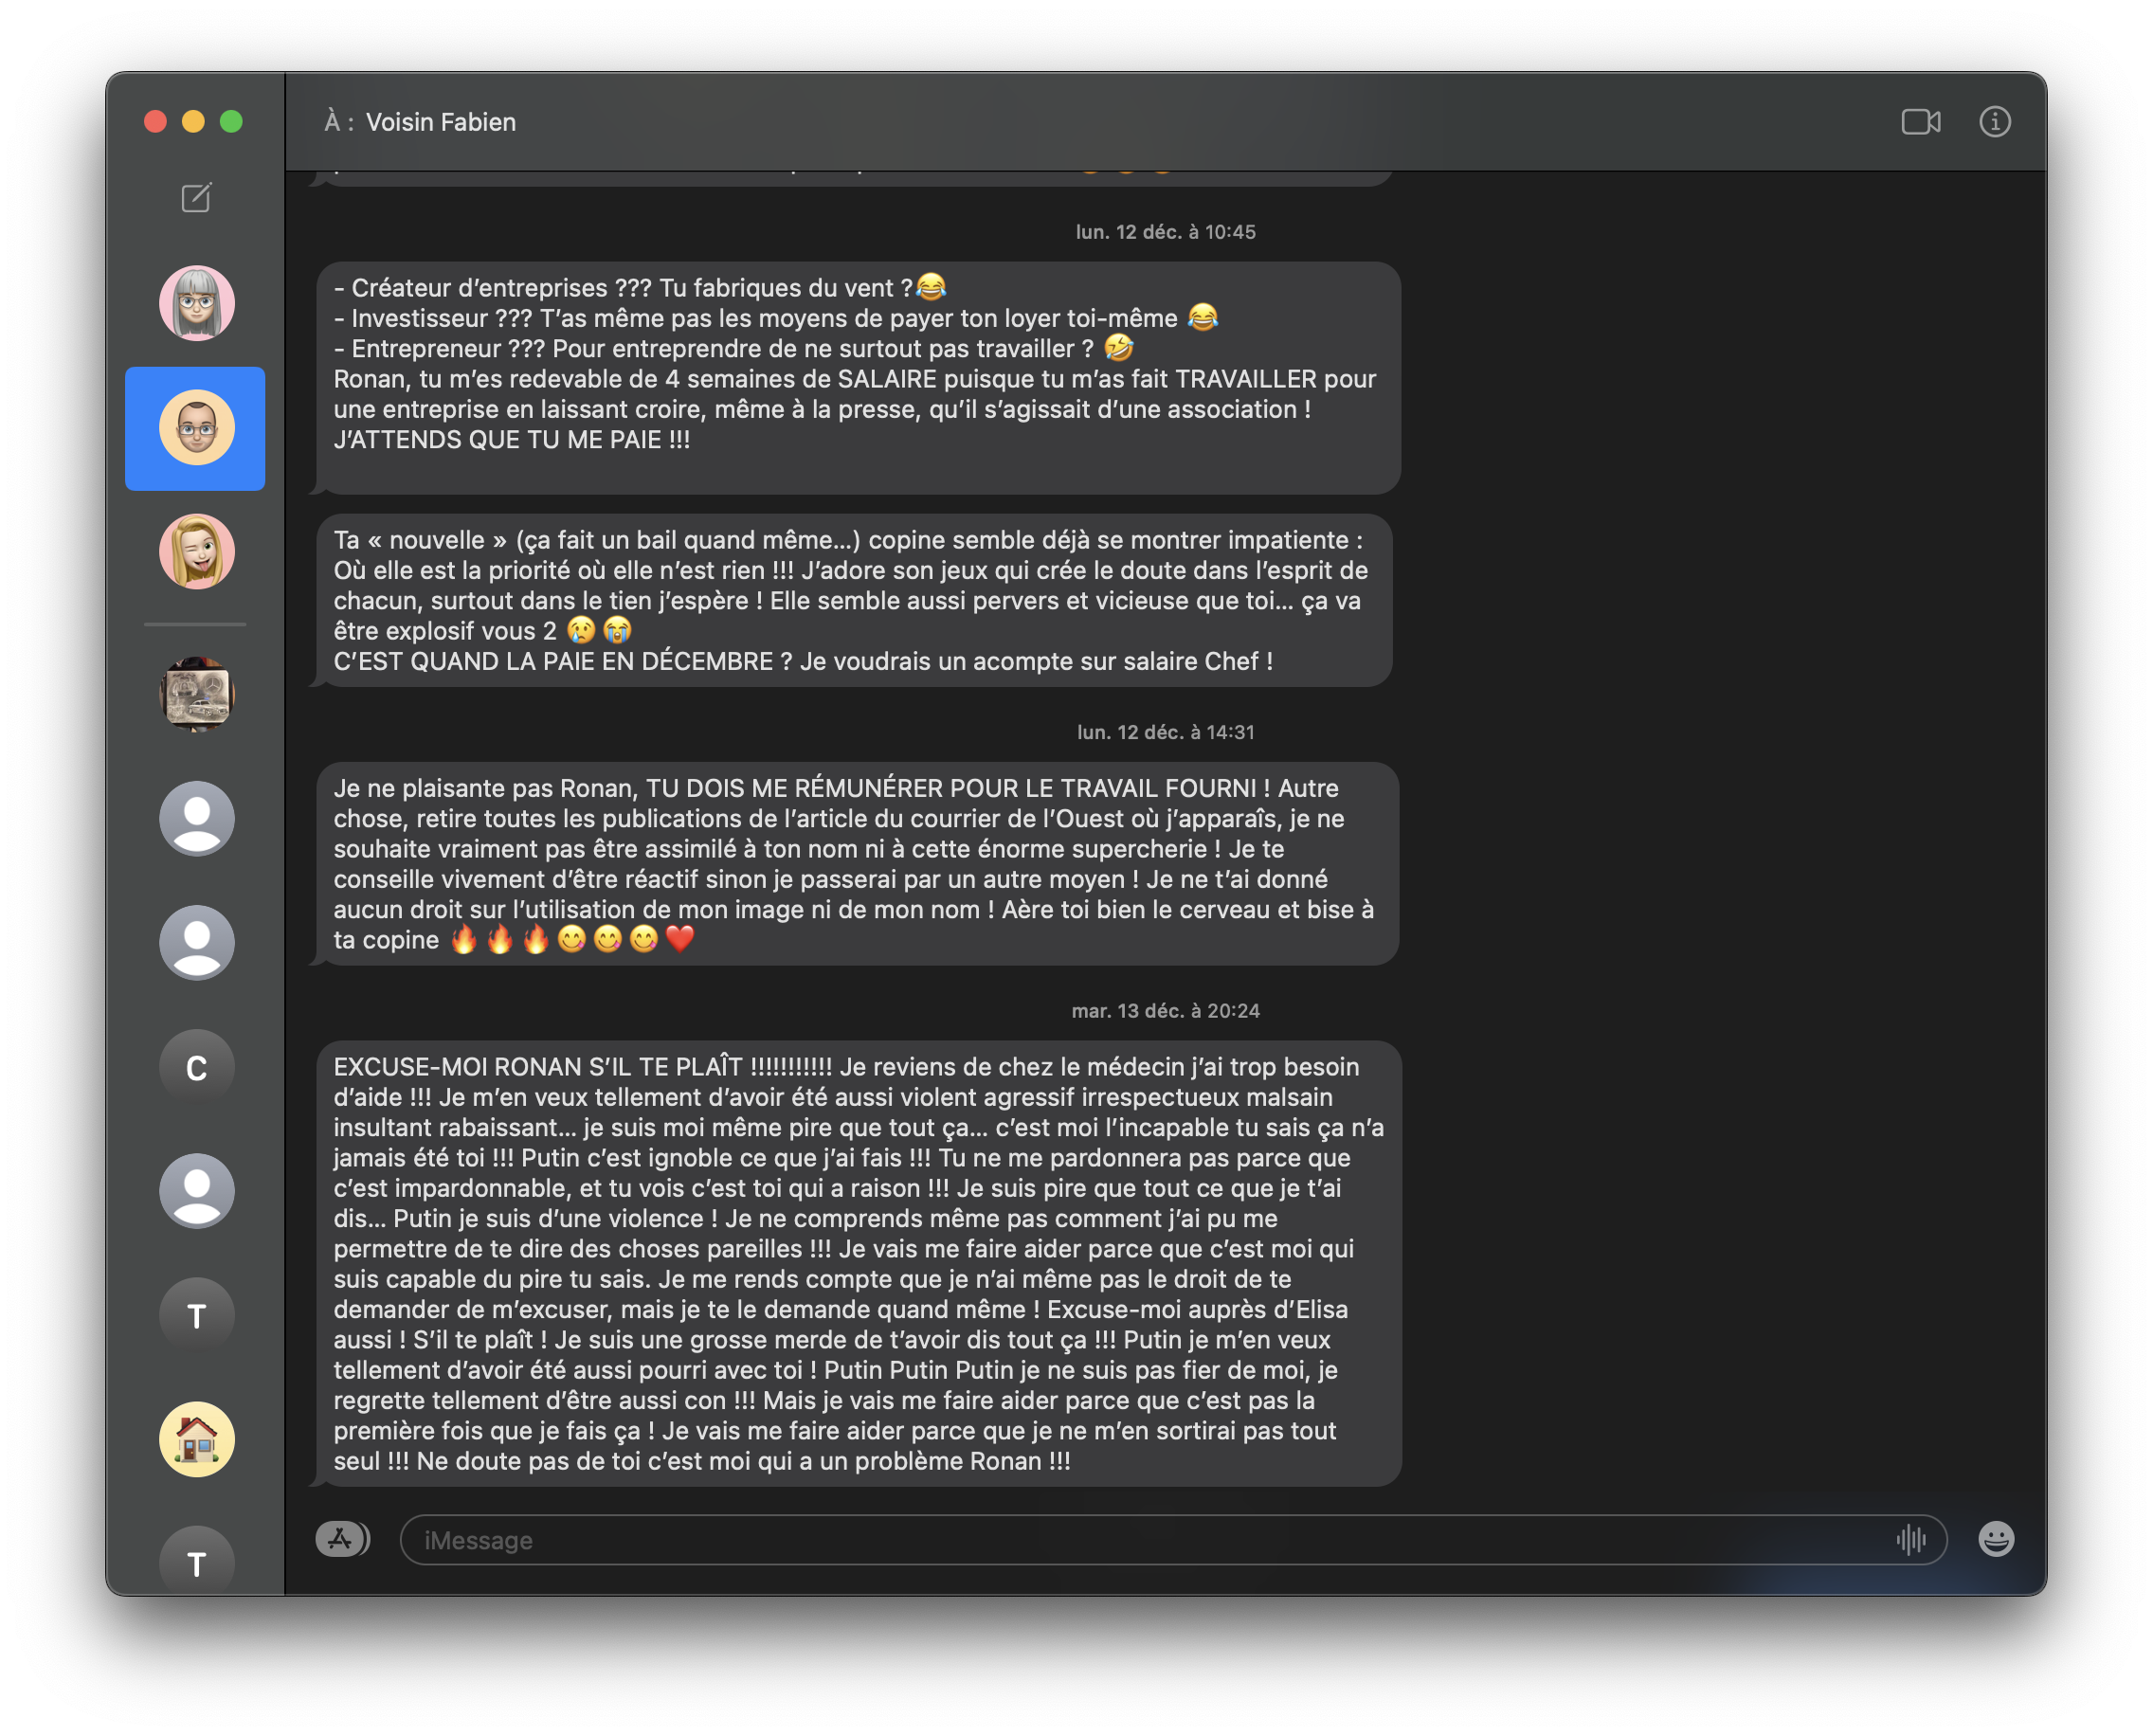 À : Voisin Fabien
lun. 12 déc. à 10:45
- Créateur d’entreprises ??? Tu fabriques du vent ?😂
- Investisseur ??? T’as même pas les moyens de payer ton loyer toi-même 😂
- Entrepreneur ??? Pour entreprendre de ne surtout pas travailler ? 🤣
Ronan, tu m’es redevable de 4 semaines de SALAIRE puisque tu m’as fait TRAVAILLER pour
une entreprise en laissant croire, même à la presse, qu’il s’agissait d’une association !
J’ATTENDS QUE TU ME PAIE !!!
Ta « nouvelle » (ça fait un bail quand même…) copine semble déjà se montrer impatiente :
Où elle est la priorité où elle n’est rien !!! J’adore son jeux qui crée le doute dans l’esprit de
chacun, surtout dans le tien j’espère ! Elle semble aussi pervers et vicieuse que toi… ça va
être explosif vous 2 😢😭
C’EST QUAND LA PAIE EN DÉCEMBRE ? Je voudrais un acompte sur salaire Chef !
lun. 12 déc. à 14:31
Je ne plaisante pas Ronan, TU DOIS ME RÉMUNÉRER POUR LE TRAVAIL FOURNI ! Autre
chose, retire toutes les publications de l’article du courrier de l’Ouest où j’apparaîs, je ne
souhaite vraiment pas être assimilé à ton nom ni à cette énorme supercherie ! Je te
conseille vivement d’être réactif sinon je passerai par un autre moyen ! Je ne t’ai donné
aucun droit sur l’utilisation de mon image ni de mon nom ! Aère toi bien le cerveau et bise à
ta copine 🔥🔥🔥😋😋😋❤️
mar. 13 déc. à 20:24
EXCUSE-MOI RONAN S’IL TE PLAÎT !!!!!!!!!!! Je reviens de chez le médecin j’ai trop besoin
d’aide !!! Je m’en veux tellement d’avoir été aussi violent agressif irrespectueux malsain
insultant rabaissant… je suis moi même pire que tout ça… c’est moi l’incapable tu sais ça n’a
jamais été toi !!! Putin c’est ignoble ce que j’ai fais !!! Tu ne me pardonnera pas parce que
c’est impardonnable, et tu vois c’est toi qui a raison !!! Je suis pire que tout ce que je t’ai
dis… Putin je suis d’une violence ! Je ne comprends même pas comment j’ai pu me
permettre de te dire des choses pareilles !!! Je vais me faire aider parce que c’est moi qui
suis capable du pire tu sais. Je me rends compte que je n’ai même pas le droit de te
demander de m’excuser, mais je te le demande quand même ! Excuse-moi auprès d’Elisa
aussi ! S’il te plaît ! Je suis une grosse merde de t’avoir dis tout ça !!! Putin je m’en veux
tellement d’avoir été aussi pourri avec toi ! Putin Putin Putin je ne suis pas fier de moi, je
regrette tellement d’être aussi con !!! Mais je vais me faire aider parce que c’est pas la
première fois que je fais ça ! Je vais me faire aider parce que je ne m’en sortirai pas tout
seul !!! Ne doute pas de toi c’est moi qui a un problème Ronan !!!
iMessage
C
T
T